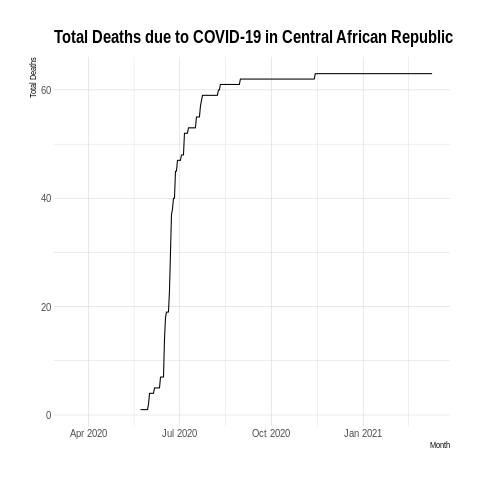 Total Deaths due to COVID-19 in Central African Republic
Total Deaths
60
40
20
0
Apr 2020 Jul 2020 Oct 2020 Jan 2021
Month